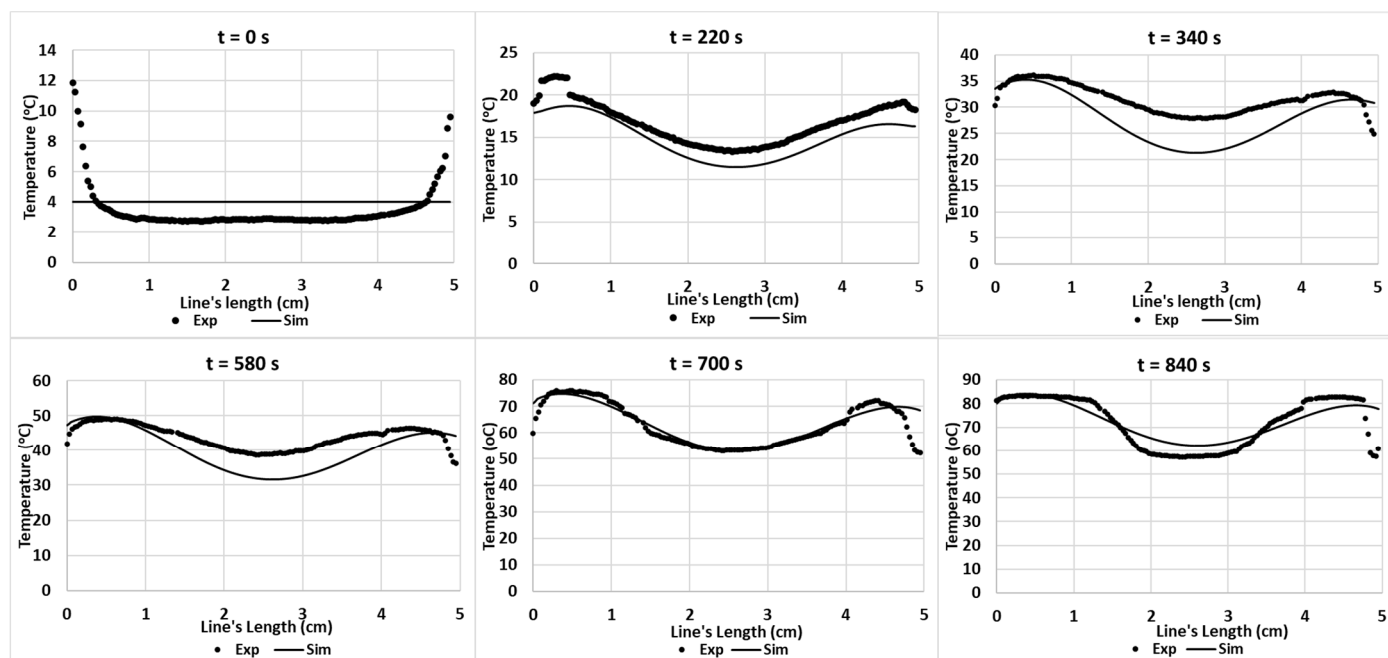 t = 0 s
14
12
10
8
6
4
2
0
Temperature (°C)
0 1 2 3 4 5
Line's length (cm)
Exp Sim
t = 220 s
25
20
15
10
5
0
Temperature (°C)
0 1 2 3 4 5
Line's Length (cm)
Exp Sim
t = 340 s
40
35
30
25
20
15
10
5
0
Temperature (°C)
0 1 2 3 4 5
Line's length (cm)
Exp Sim
t = 580 s
60
50
40
30
20
10
0
Temperature (°C)
0 1 2 3 4 5
Line's Length (cm)
Exp Sim
t = 700 s
80
70
60
50
40
30
20
10
0
Temperature (oC)
0 1 2 3 4 5
Line's Length (cm)
Exp Sim
t = 840 s
90
80
70
60
50
40
30
20
10
0
Temperature (oC)
0 1 2 3 4 5
Line's Length (cm)
Exp Sim